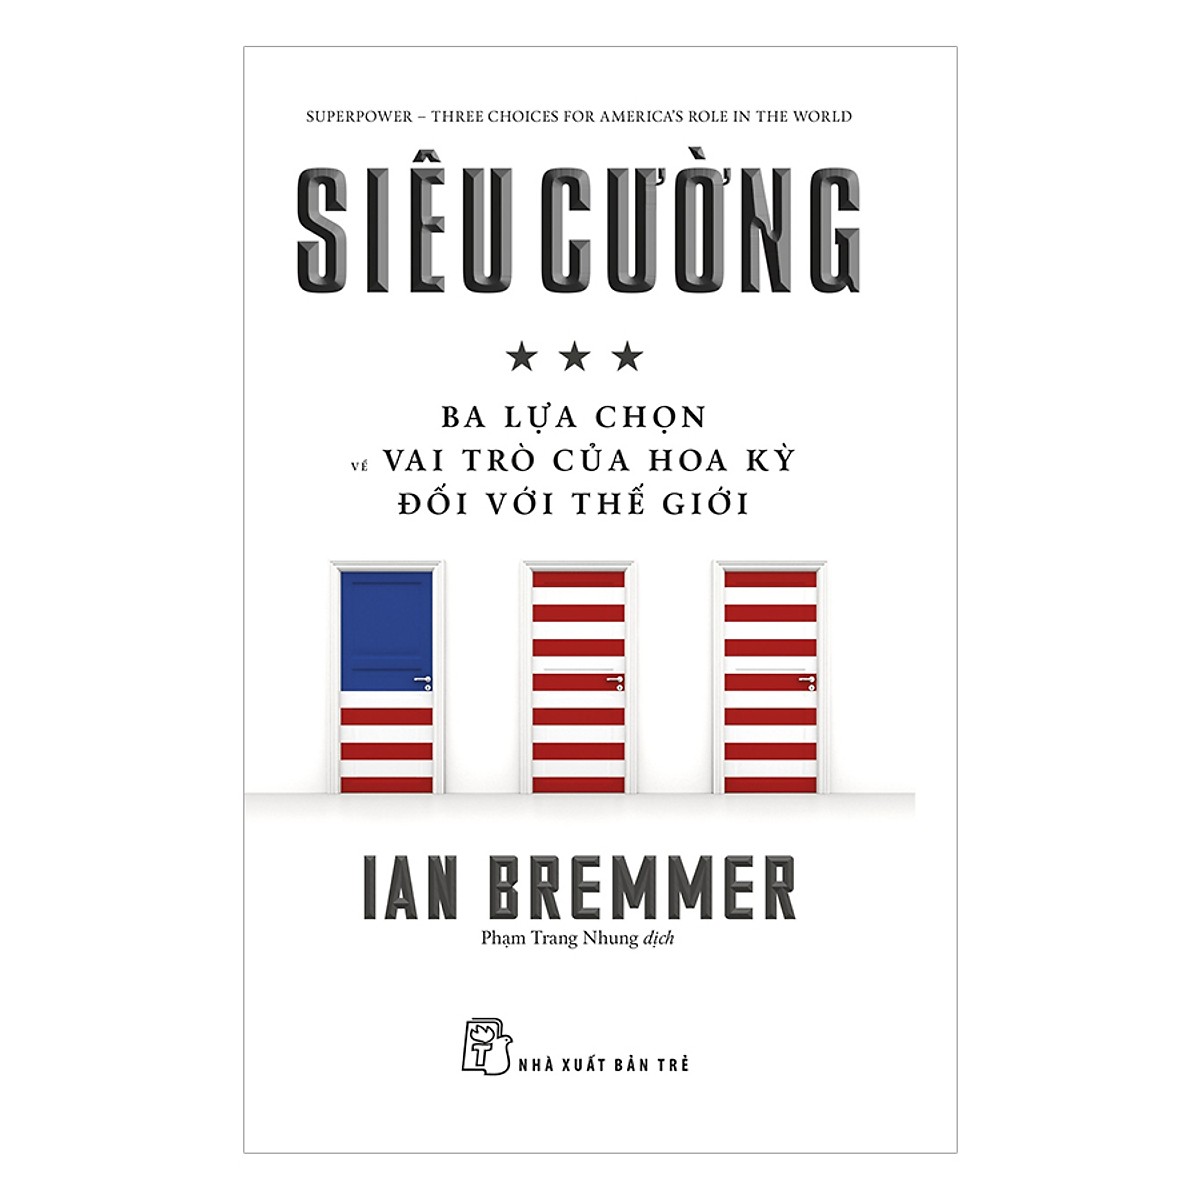 SUPERPOWER – THREE CHOICES FOR AMERICA'S ROLE IN THE WORLD
SIÊU CƯỜNG
BA LỰA CHỌN
VỀ VAI TRÒ CỦA HOA KỲ
ĐỐI VỚI THẾ GIỚI
IAN BREMMER
Phạm Trang Nhung dịch
T
NHÀ XUẤT BẢN TRẺ